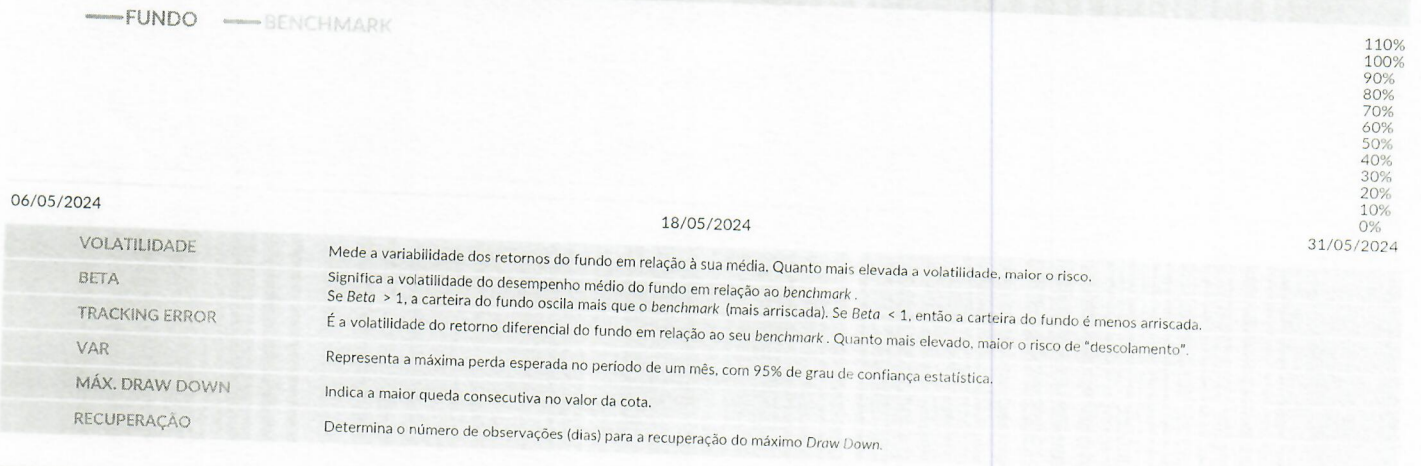 FUNDO BENCHMARK
110%
100%
90%
80%
70%
60%
50%
40%
30%
20%
10%
0%
06/05/2024 18/05/2024 31/05/2024
VOLATILIDADE Mede a variabilidade dos retornos do fundo em relação à sua média. Quanto mais elevada a volatilidade, maior o risco.
BETA Significa a volatilidade do desempenho médio do fundo em relação ao benchmark .
Se Beta > 1, a carteira do fundo oscila mais que o benchmark (mais arriscada). Se Beta < 1, então a carteira do fundo é menos arriscada.
TRACKING ERROR É a volatilidade do retorno diferencial do fundo em relação ao seu benchmark . Quanto mais elevado, maior o risco de "descolamento".
VAR Representa a máxima perda esperada no período de um mês, com 95% de grau de confiança estatística.
MÁX. DRAW DOWN Indica a maior queda consecutiva no valor da cota.
RECUPERAÇÃO Determina o número de observações (dias) para a recuperação do máximo Draw Down.